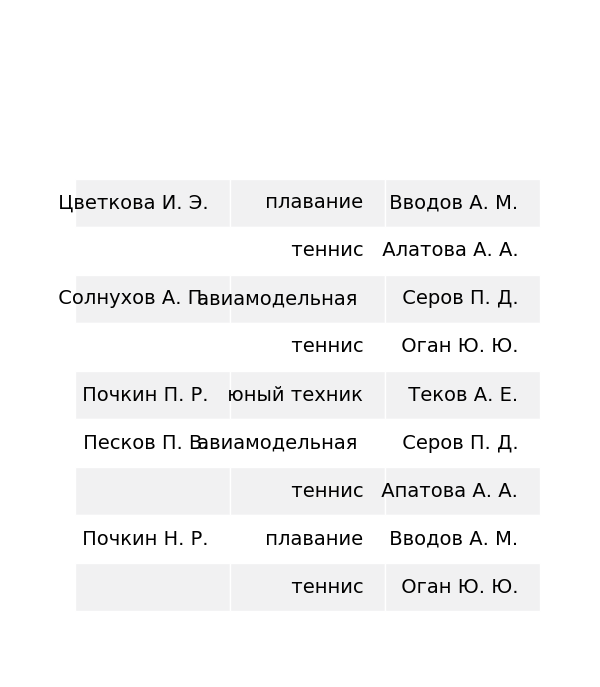 Цветкова И. Э. плавание Вводов А. М.
теннис Алатова А. А.
Солнухов А. П. авиамодельная Серов П. Д.
теннис Оган Ю. Ю.
Почкин П. Р. юный техник Теков А. Е.
Песков П. В. авиамодельная Серов П. Д.
теннис Апатова А. А.
Почкин Н. Р. плавание Вводов А. М.
теннис Оган Ю. Ю.